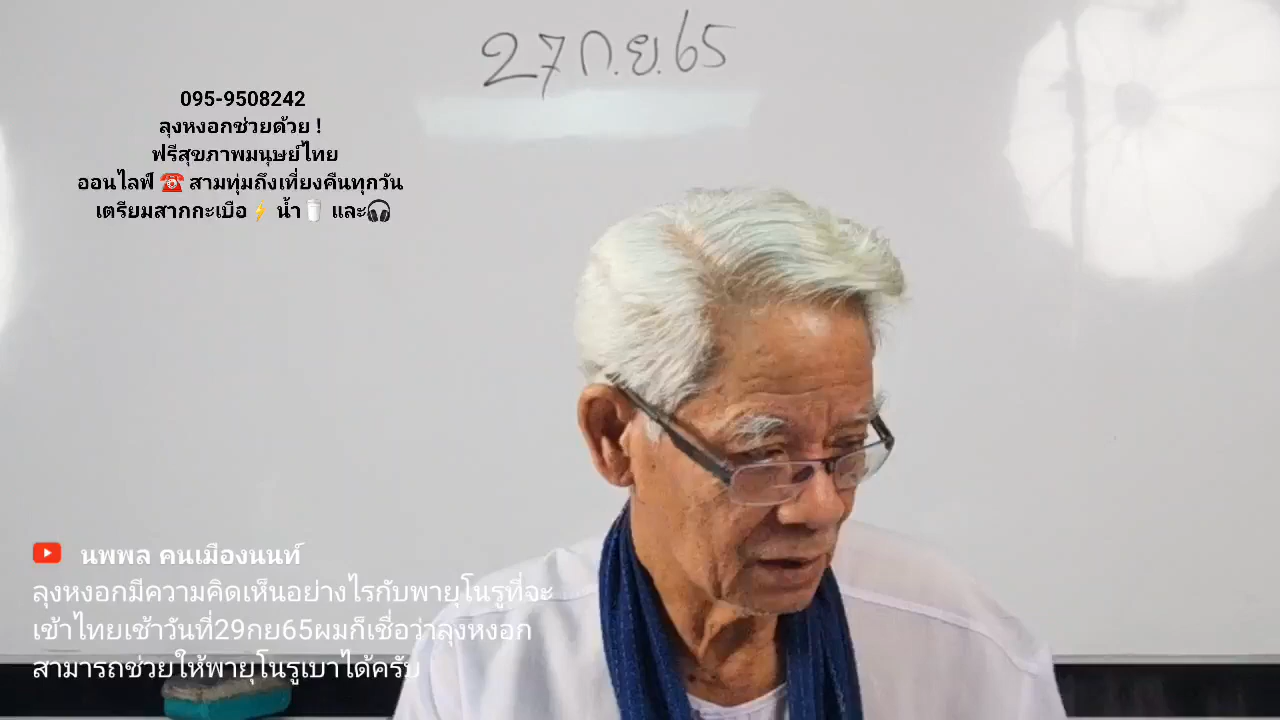 27 ก.ย. 65
095-9508242
ลุงหงอกช่วยด้วย !
ฟรีสุขภาพมนุษย์ไทย
ออนไลฟ์ ☎️ สามทุ่มถึงเที่ยงคืนทุกวัน
เตรียมสากกะเบือ⚡ น้ำ🥛 และ🎧
นพพล คนเมืองนนท์
ลุงหงอกมีความคิดเห็นอย่างไรกับพายุโนรูที่จะ
เข้าไทยเช้าวันที่29กย65ผมก็เชื่อว่าลุงหงอก
สามารถช่วยให้พายุโนรูเบาได้ครับ